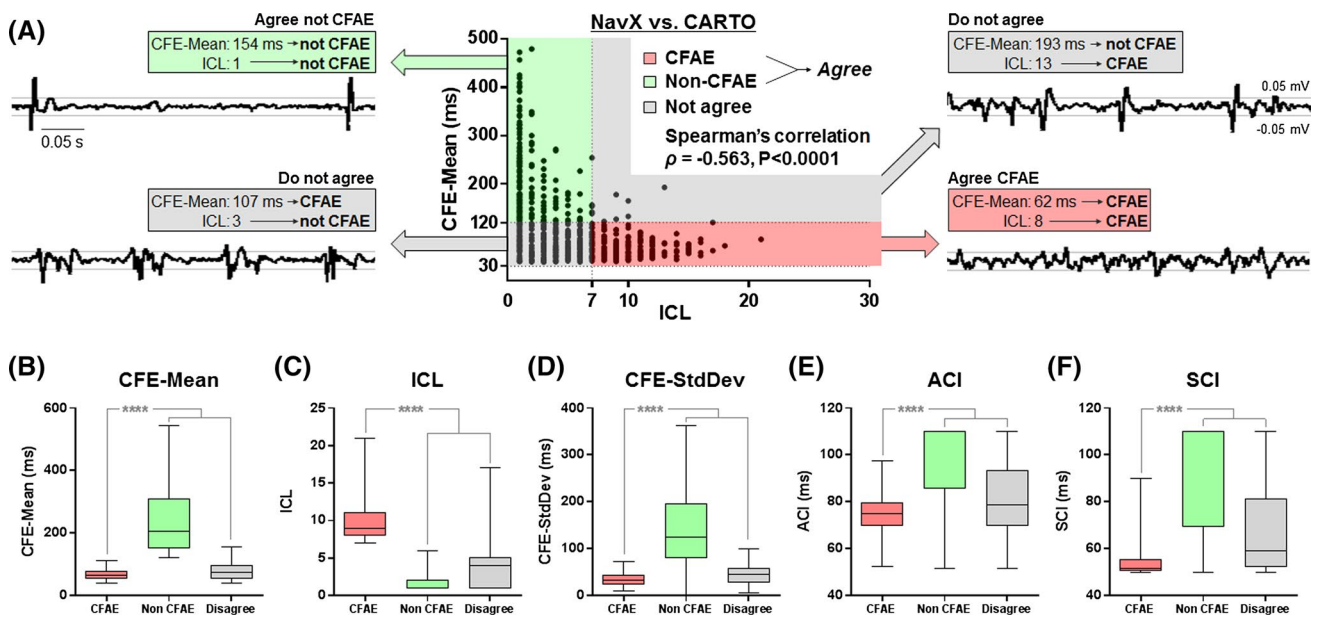 (A)
Agree not CFAE
CFE-Mean: 154 ms → not CFAE
ICL: 1 → not CFAE
0.05 s
Do not agree
CFE-Mean: 107 ms → CFAE
ICL: 3 → not CFAE
NavX vs. CARTO
CFE-Mean (ms)
500
400
300
200
120
30
0
7
10
20
30
ICL
CFAE
Non-CFAE
Agree
Not agree
Spearman's correlation
ρ = -0.563, P<0.0001
Do not agree
CFE-Mean: 193 ms → not CFAE
ICL: 13 → CFAE
0.05 mV
-0.05 mV
Agree CFAE
CFE-Mean: 62 ms → CFAE
ICL: 8 → CFAE
(B)
CFE-Mean
CFE-Mean (ms)
600
400
200
0
****
CFAE
Non CFAE
Disagree
(C)
ICL
ICL
25
20
15
10
5
0
****
CFAE
Non CFAE
Disagree
(D)
CFE-StdDev
CFE-StdDev (ms)
400
300
200
100
0
****
CFAE
Non CFAE
Disagree
(E)
ACI
ACI (ms)
120
100
80
60
40
****
CFAE
Non CFAE
Disagree
(F)
SCI
SCI (ms)
120
100
80
60
40
****
CFAE
Non CFAE
Disagree